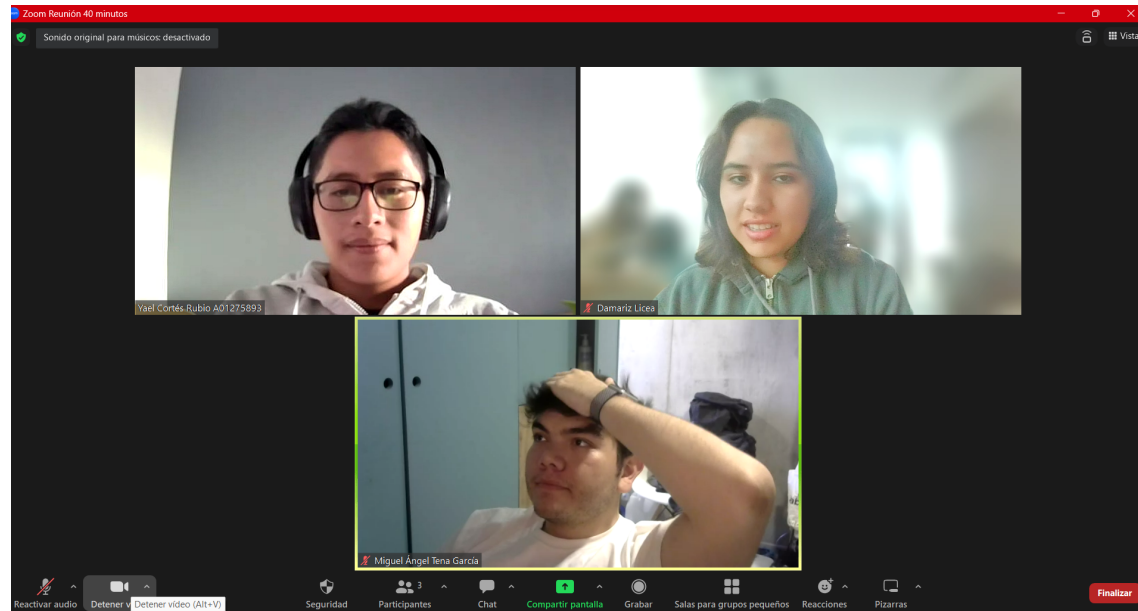 Zoom Reunión 40 minutos
Sonido original para músicos: desactivado
Vista
Yael Cortés Rubio A01275893
Damariz Licea
Miguel Ángel Tena García
Reactivar audio
Detener v
Detener vídeo (Alt+V)
Seguridad
3
Participantes
Chat
Compartir pantalla
Grabar
Salas para grupos pequeños
Reacciones
Pizarras
Finalizar